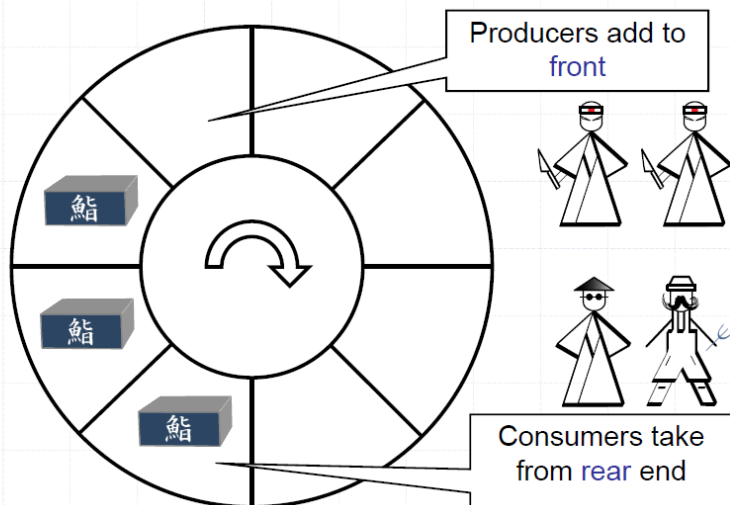 Producers add to
front
鮨
鮨
鮨
Consumers take
from rear end